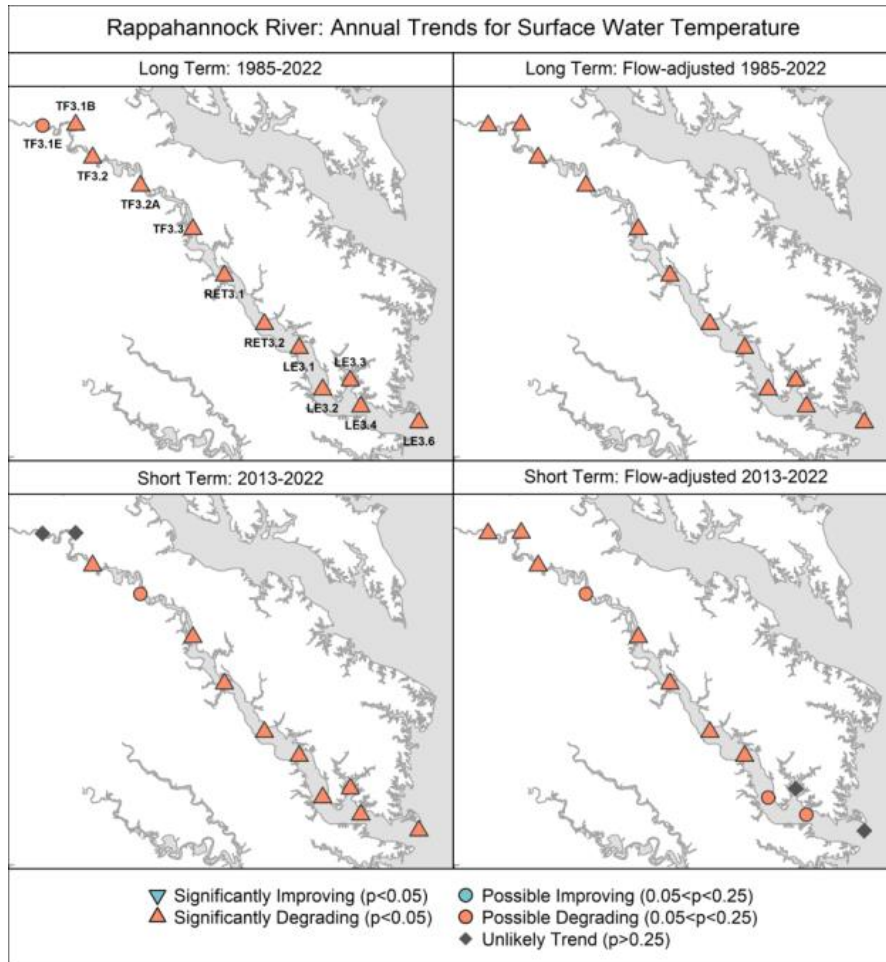 Rappahannock River: Annual Trends for Surface Water Temperature
Long Term: 1985-2022
Long Term: Flow-adjusted 1985-2022
TF3.1B
TF3.1E
TF3.2
TF3.2A
TF3.3
RET3.1
RET3.2
LE3.1
LE3.3
LE3.2
LE3.4
LE3.6
Short Term: 2013-2022
Short Term: Flow-adjusted 2013-2022
Significantly Improving (p<0.05)
Possible Improving (0.05<p<0.25)
Significantly Degrading (p<0.05)
Possible Degrading (0.05<p<0.25)
Unlikely Trend (p>0.25)